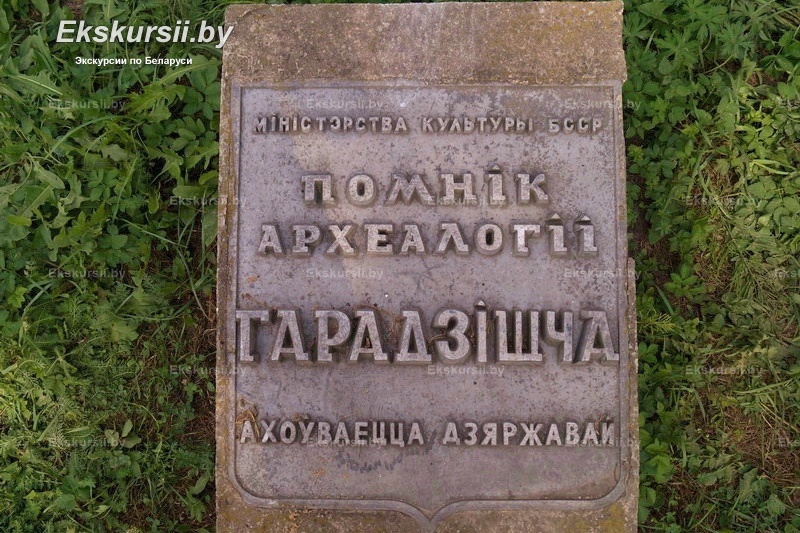 Ekskursii.by
Экскурсии по Беларуси
МІНІСТЭРСТВА КУЛЬТУРЫ БССР
ПОМНІК
АРХЕАЛОГІІ
ГАРАДЗІШЧА
АХОЎВАЕЦЦА ДЗЯРЖАВАЙ